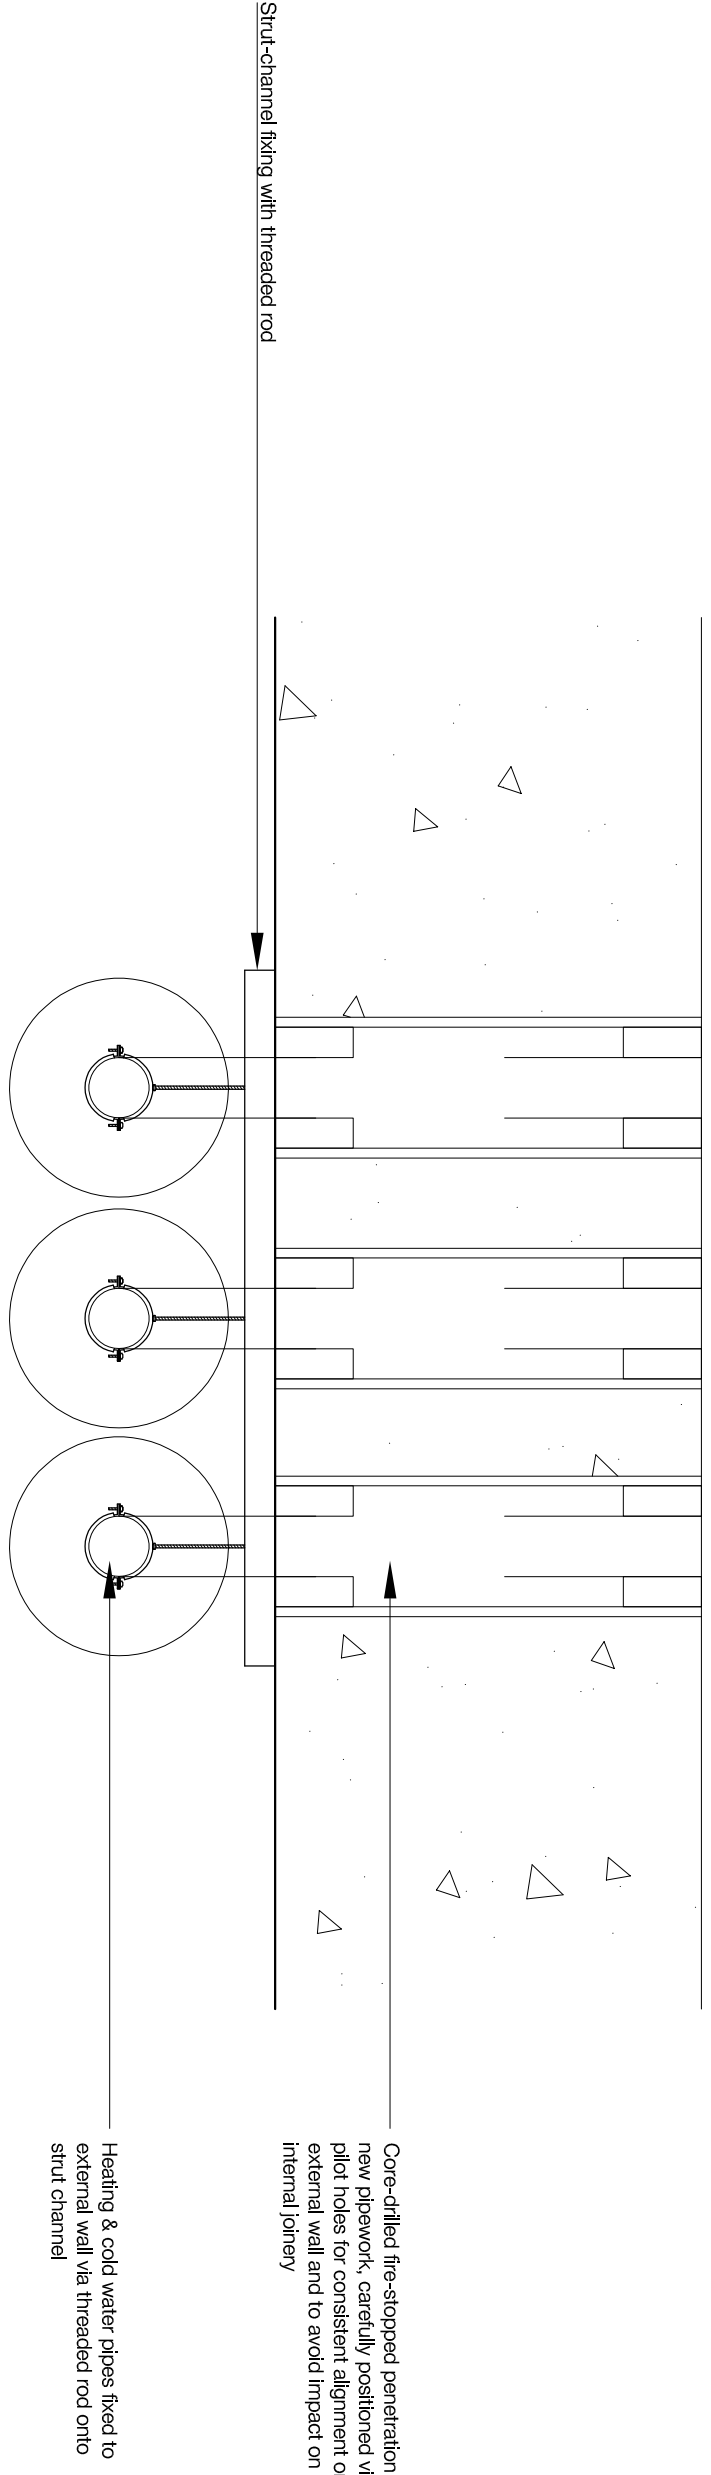 Strut-channel fixing with threaded rod
Core-drilled fire-stopped penetration
new pipework, carefully positioned
pilot holes for consistent alignment
external wall and to avoid impact on
internal joinery
Heating & cold water pipes fixed to
external wall via threaded rod onto
strut channel